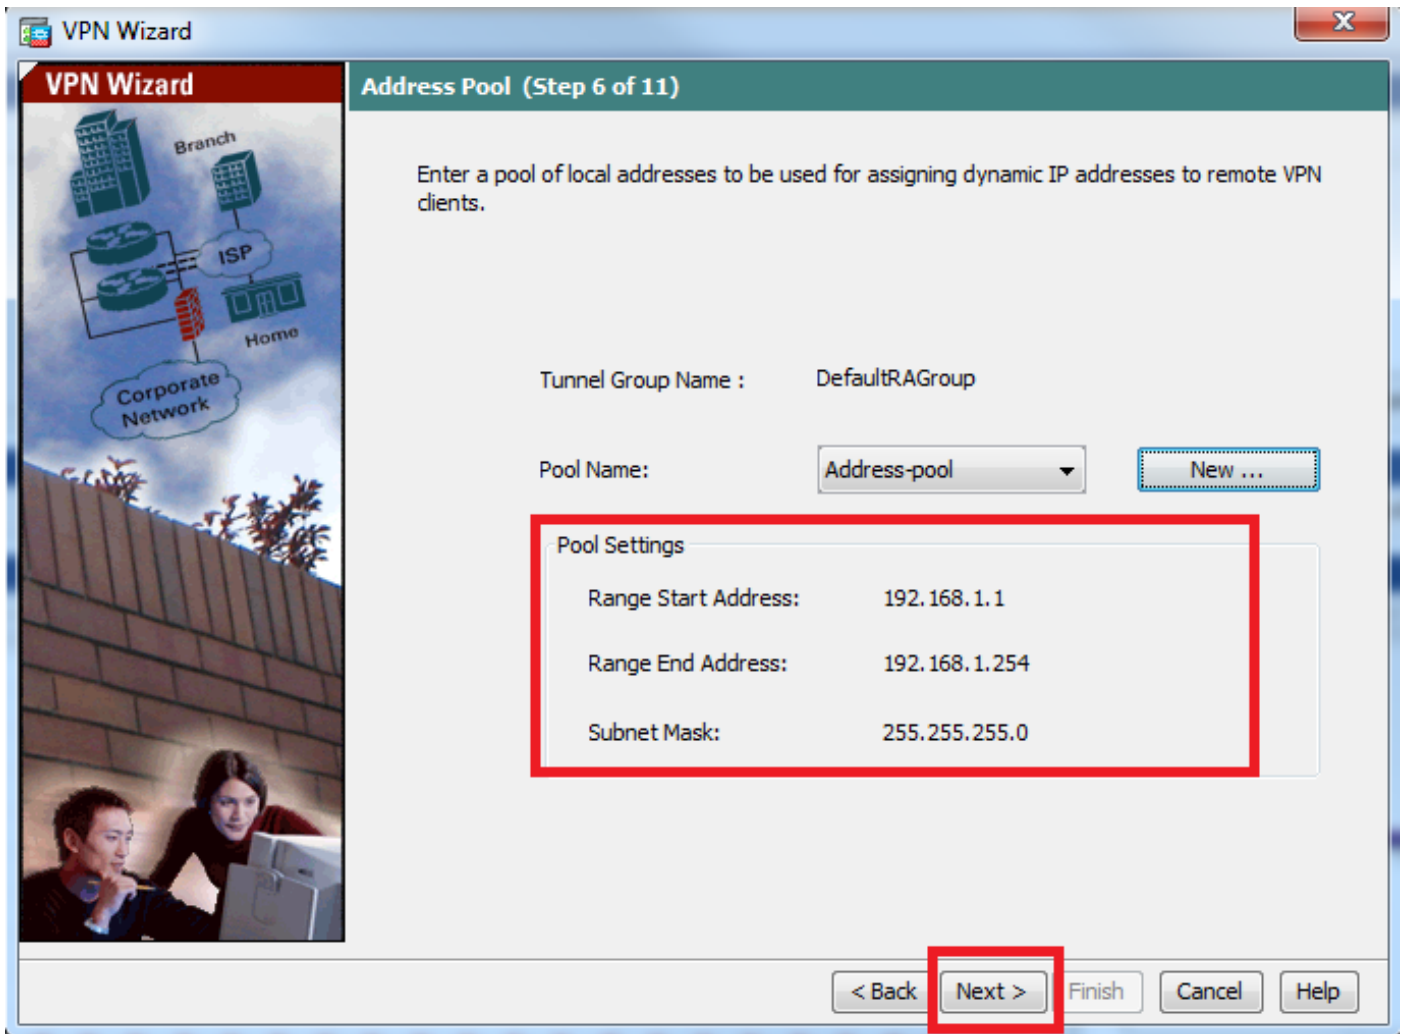 VPN Wizard
X
VPN Wizard
Address Pool (Step 6 of 11)
Branch
ISP
Home
Corporate
Network
Enter a pool of local addresses to be used for assigning dynamic IP addresses to remote VPN
clients.
Tunnel Group Name : DefaultRAGroup
Pool Name: Address-pool New ...
Pool Settings
Range Start Address: 192.168.1.1
Range End Address: 192.168.1.254
Subnet Mask: 255.255.255.0
< Back Next > Finish Cancel Help